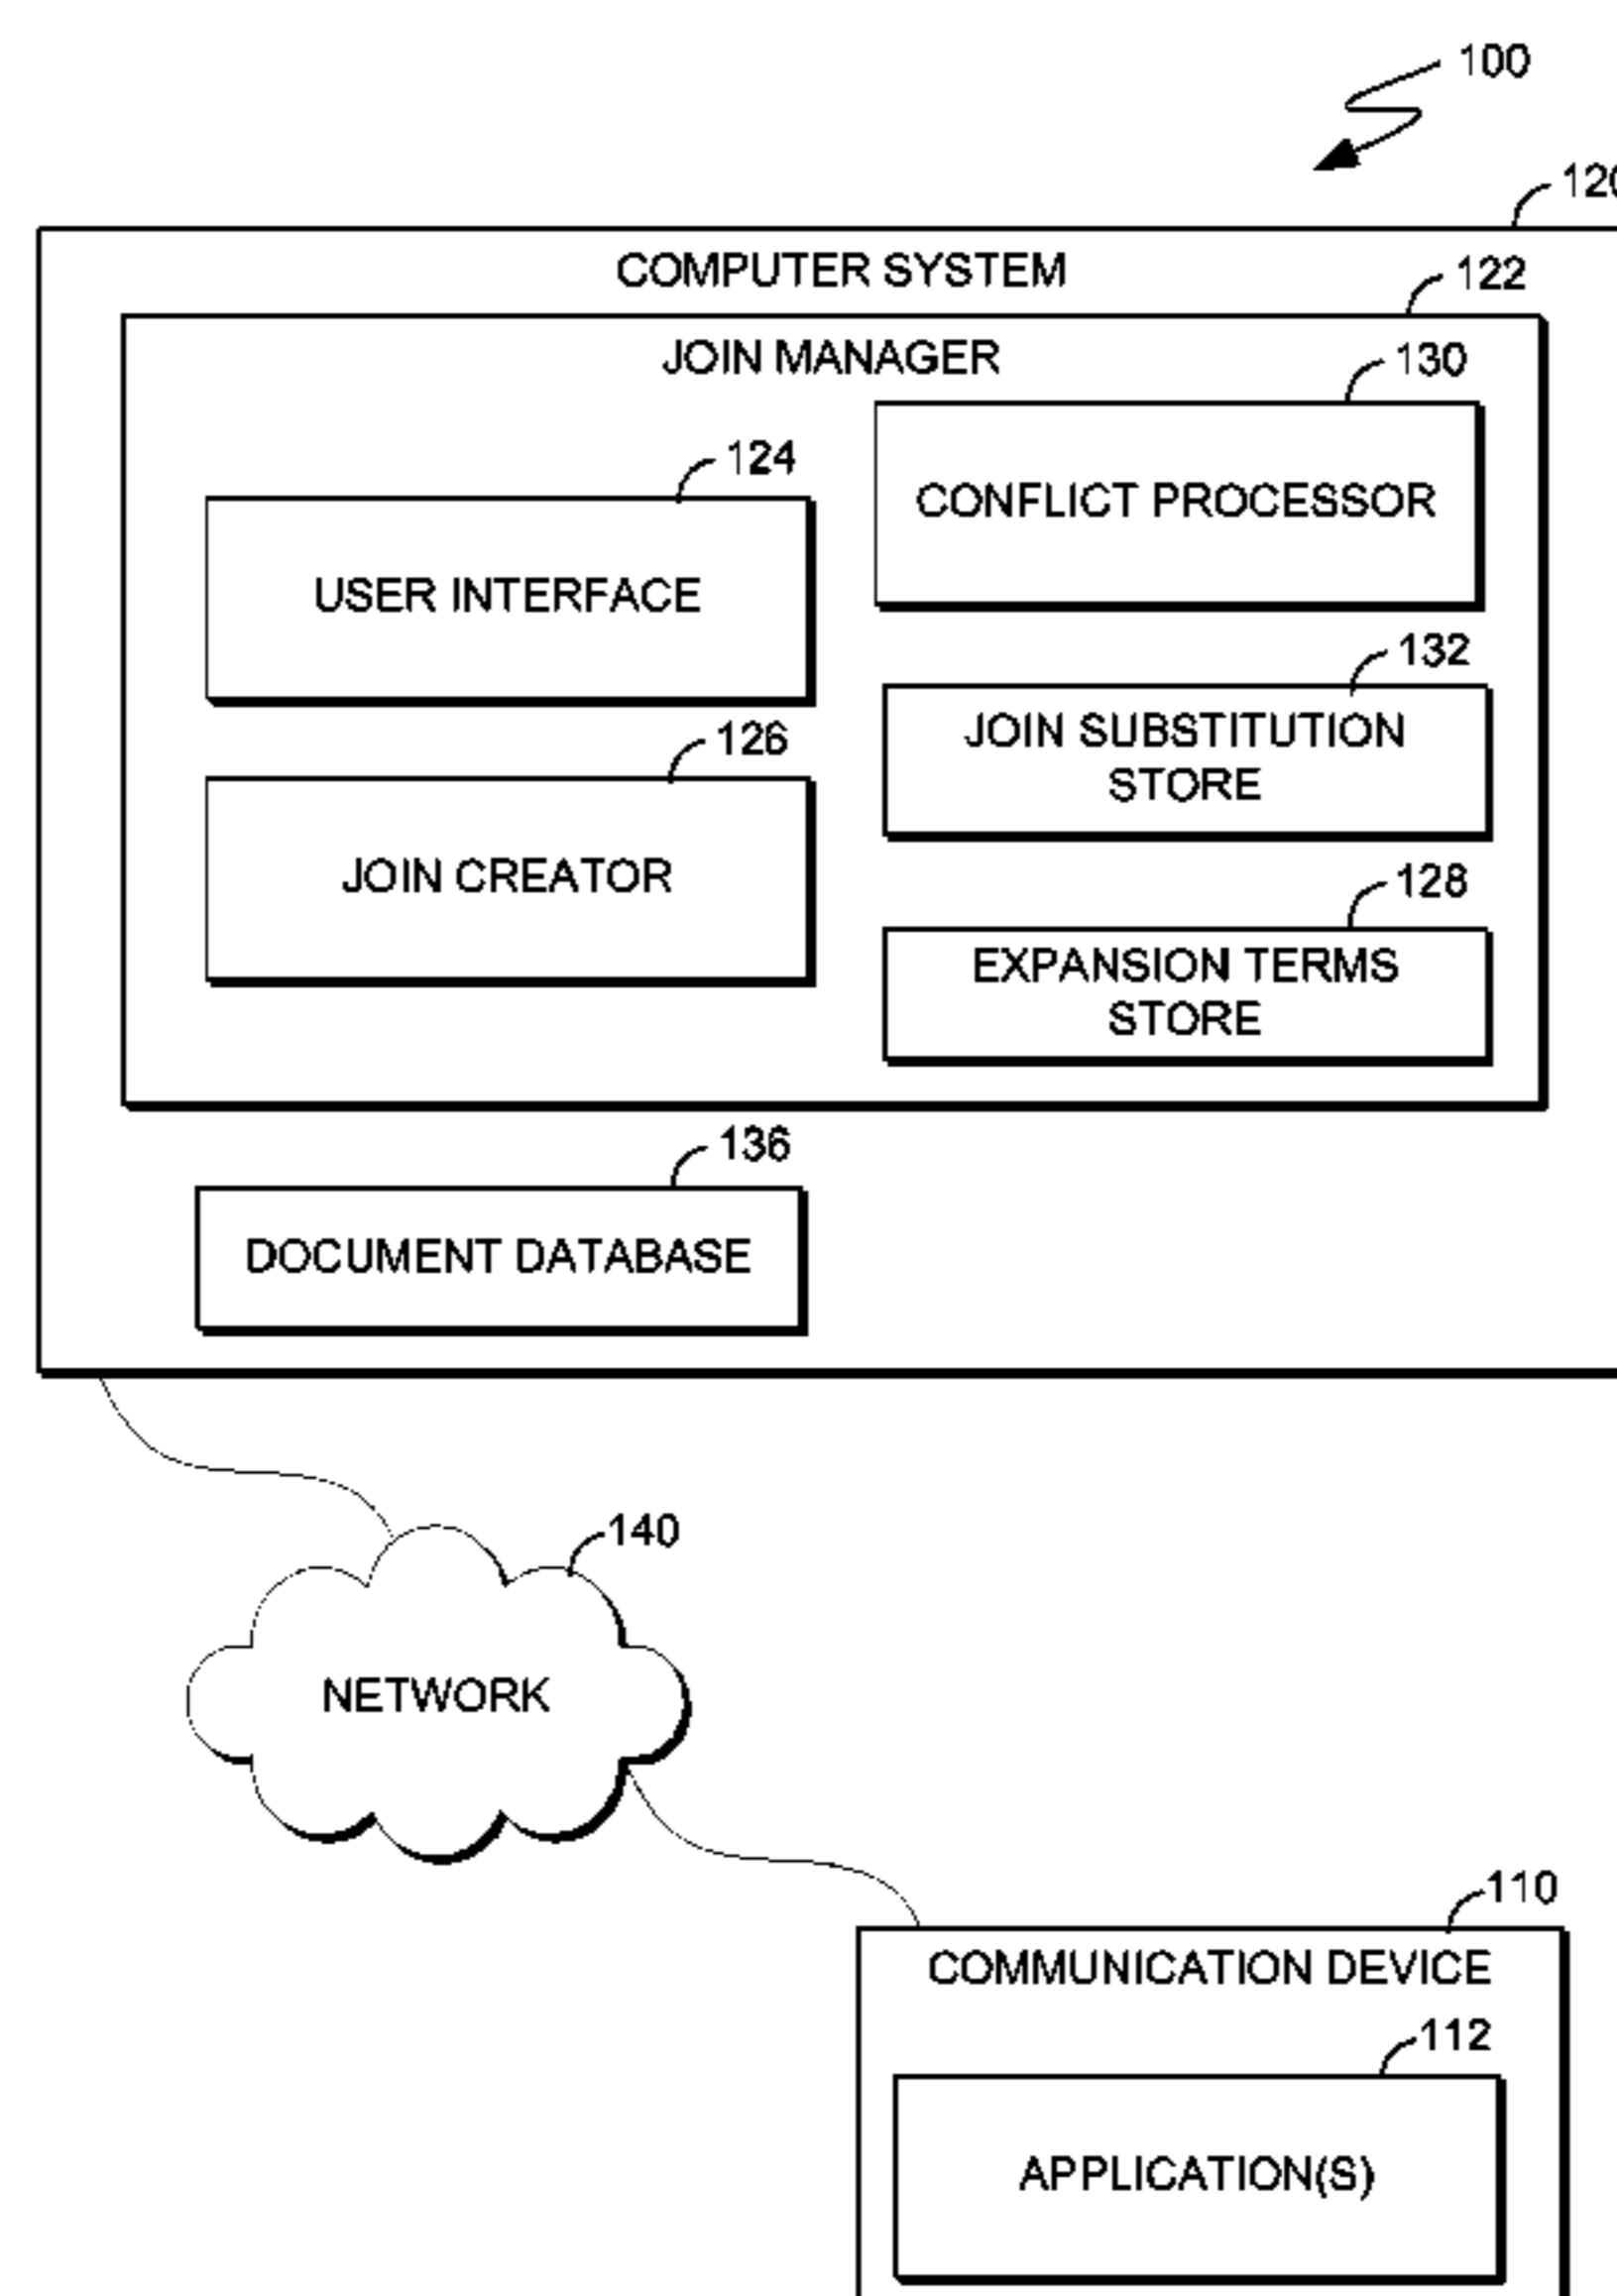 100
120
COMPUTER SYSTEM
122
JOIN MANAGER
130
CONFLICT PROCESSOR
124
USER INTERFACE
132
JOIN SUBSTITUTION
STORE
126
JOIN CREATOR
128
EXPANSION TERMS
STORE
136
DOCUMENT DATABASE
140
NETWORK
110
COMMUNICATION DEVICE
112
APPLICATION(S)